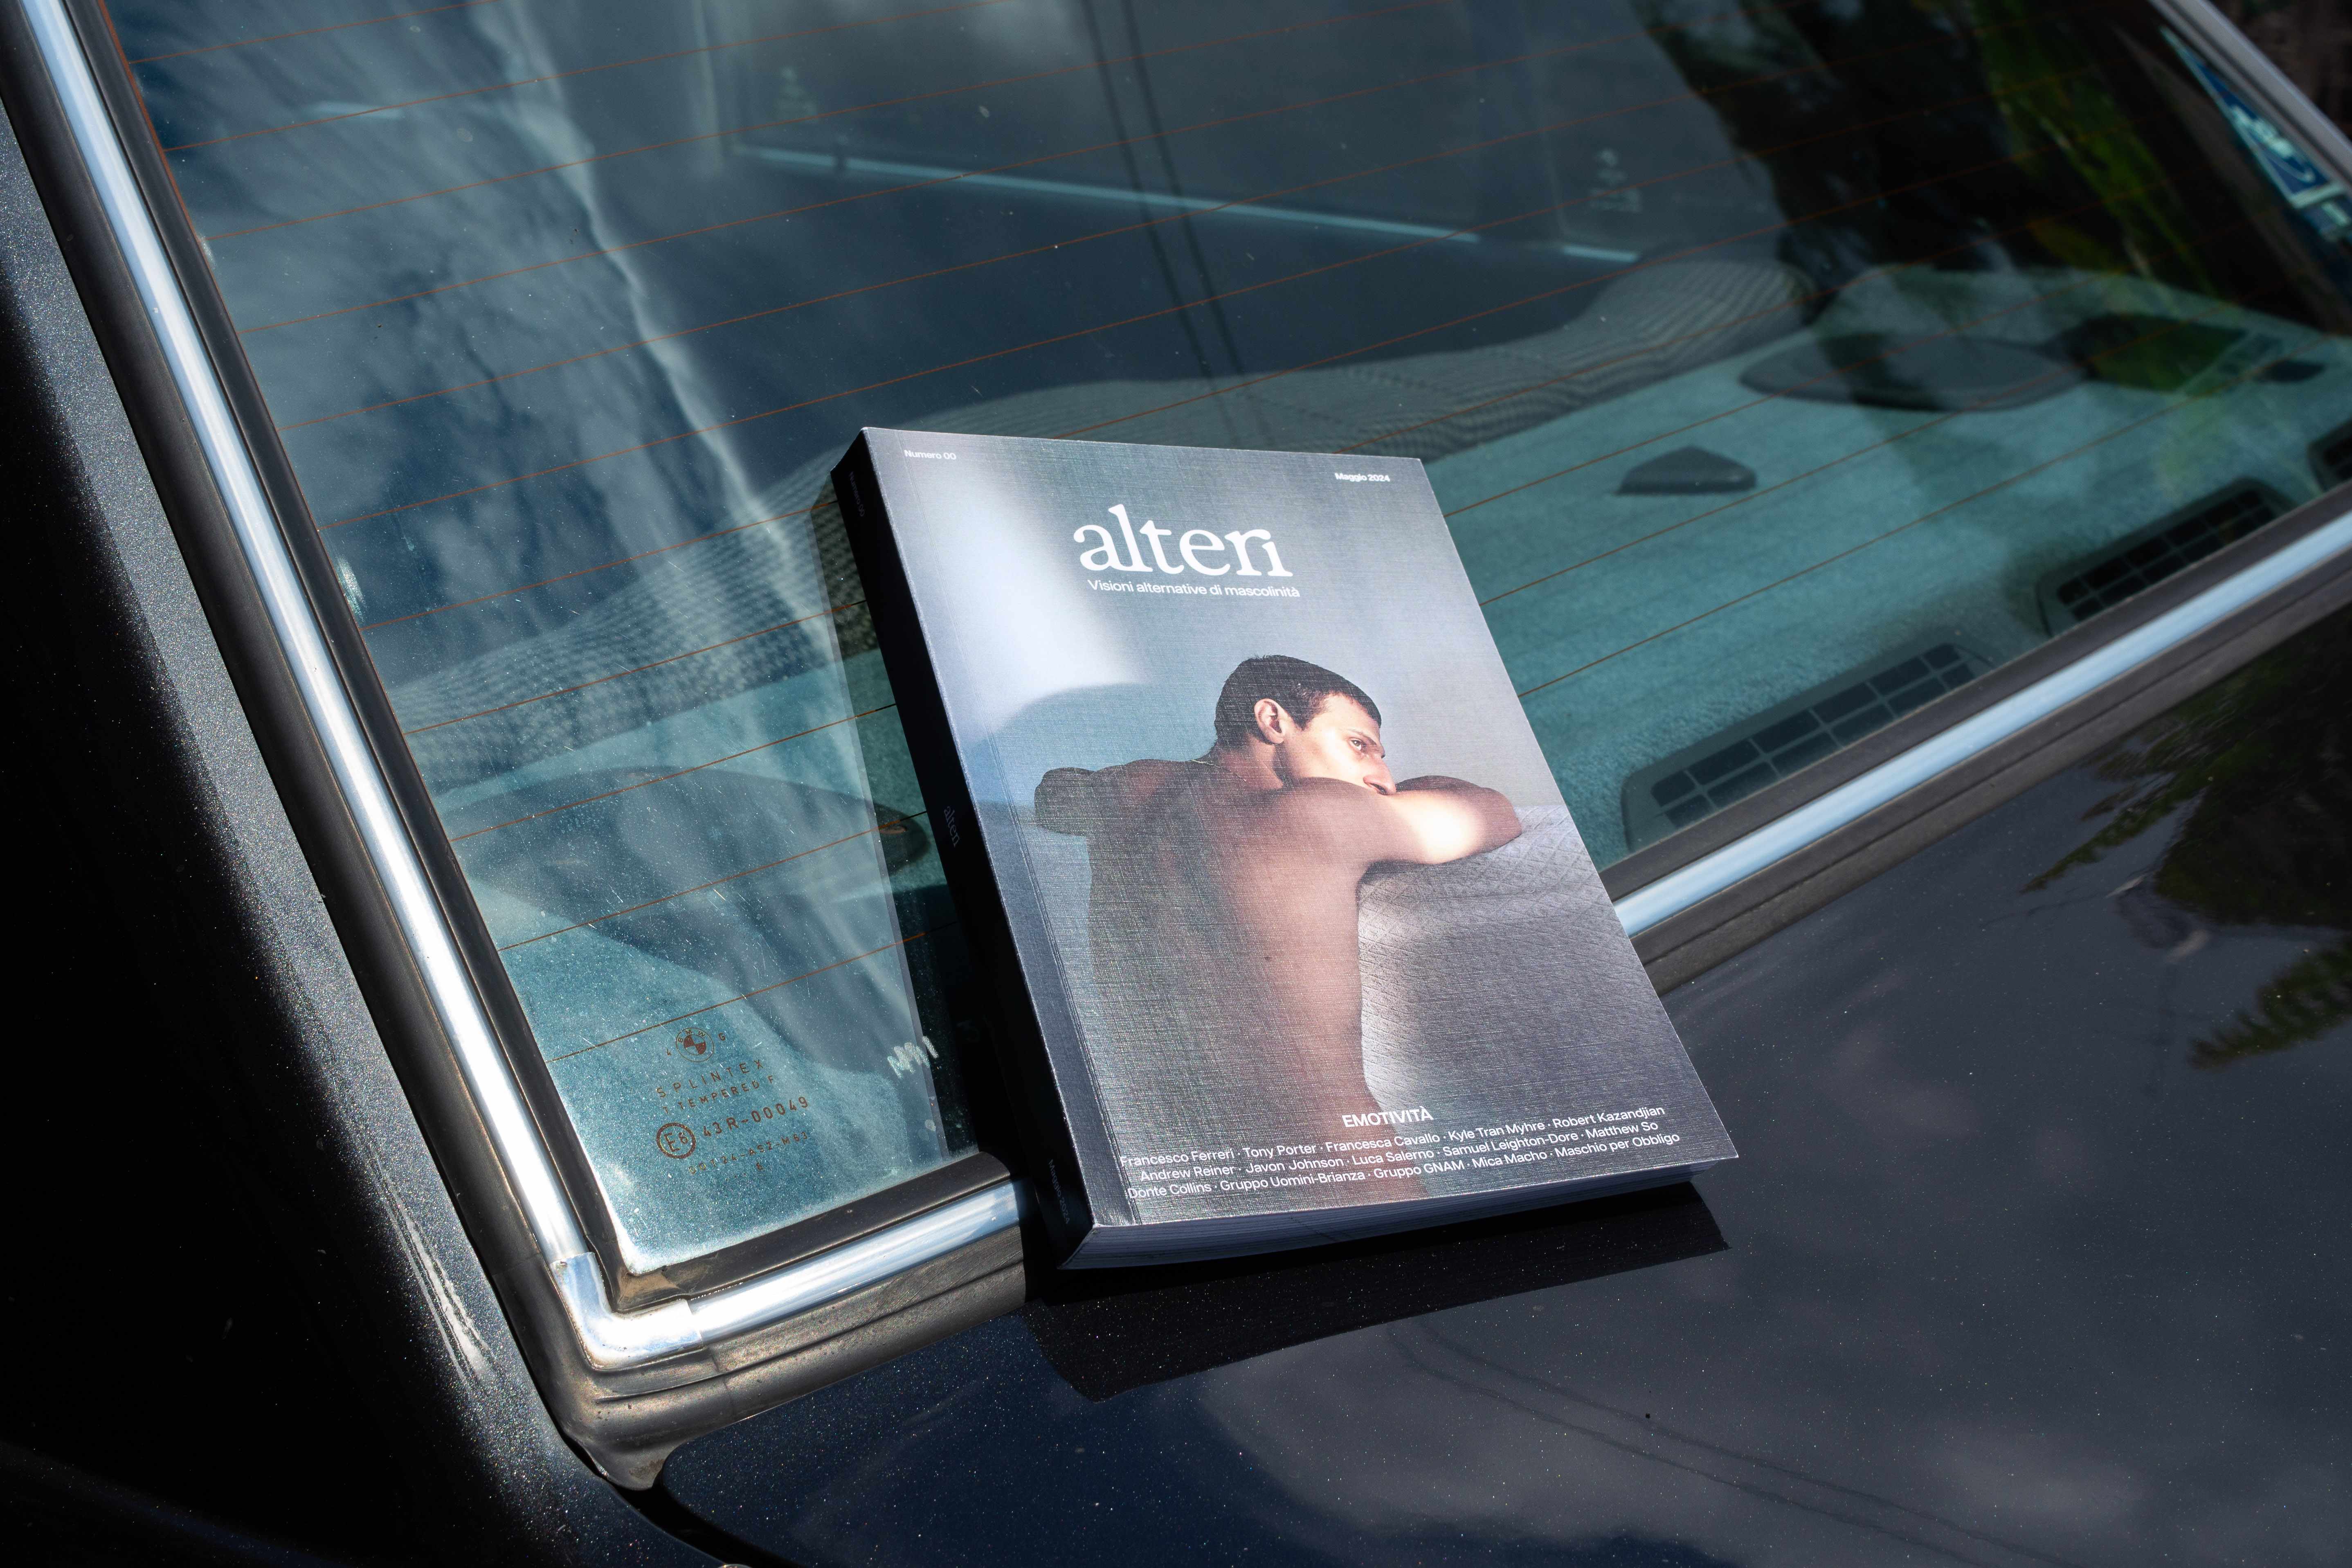 Numero 00
Maggio 2024
alteri
Visioni alternative di mascolinità
alteri
EMOTIVITÀ
Francesco Ferreri · Tony Porter · Francesca Cavallo · Kyle Tran Myhre · Robert Kazandjian
Andrew Reiner · Javon Johnson · Luca Salerno · Samuel Leighton-Dore · Matthew So
Donte Collins · Gruppo Uomini-Brianza · Gruppo GNAM · Mica Macho · Maschio per Obbligo
SPLINTEX
TEMPERED
E6 43R-00049